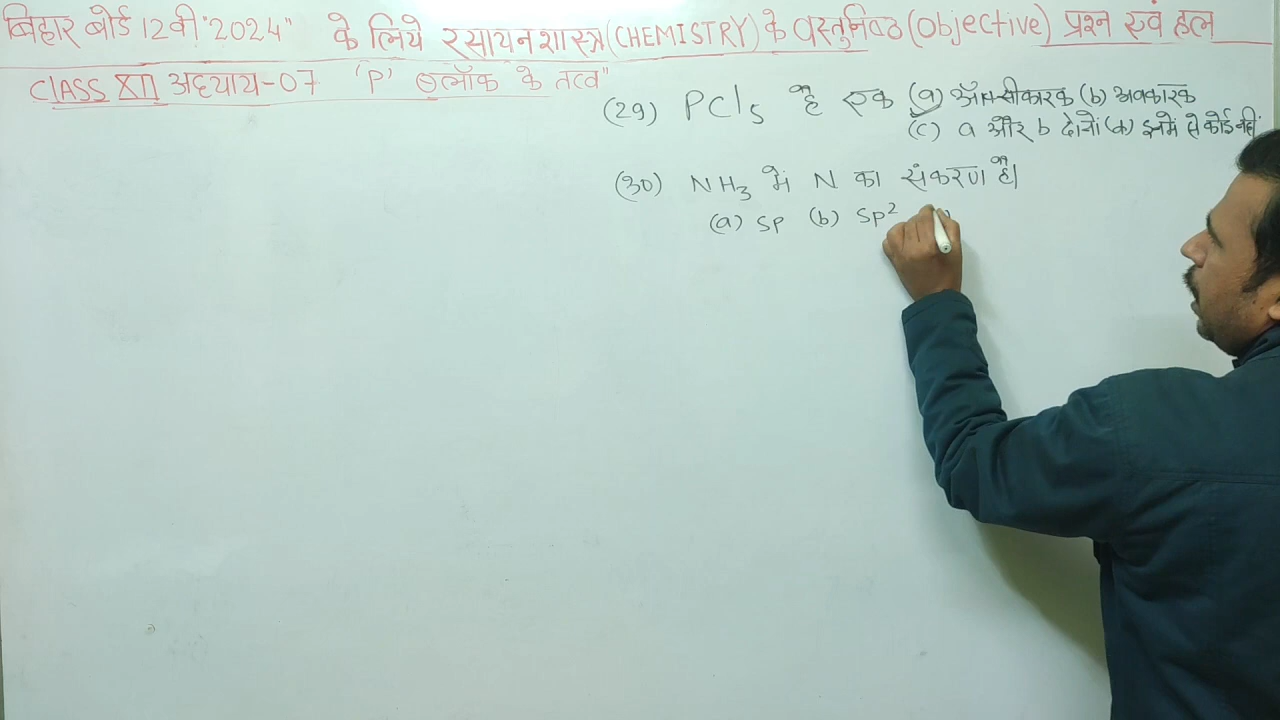 बिहार बोर्ड 12वी "2024" के लिये रसायनशास्त्र (CHEMISTRY) के वस्तुनिष्ठ (Objective) प्रश्न एवं हल
ClASS XII अध्याय-07 'P' ब्लॉक के तत्व"
(29) PCl5 है एक (a) ऑक्सीकारक (b) अवकारक
(c) a और b दोनों (d) इनमें से कोई नहीं
(30) NH3 में N का संकरण है।
(a) sp (b) sp²